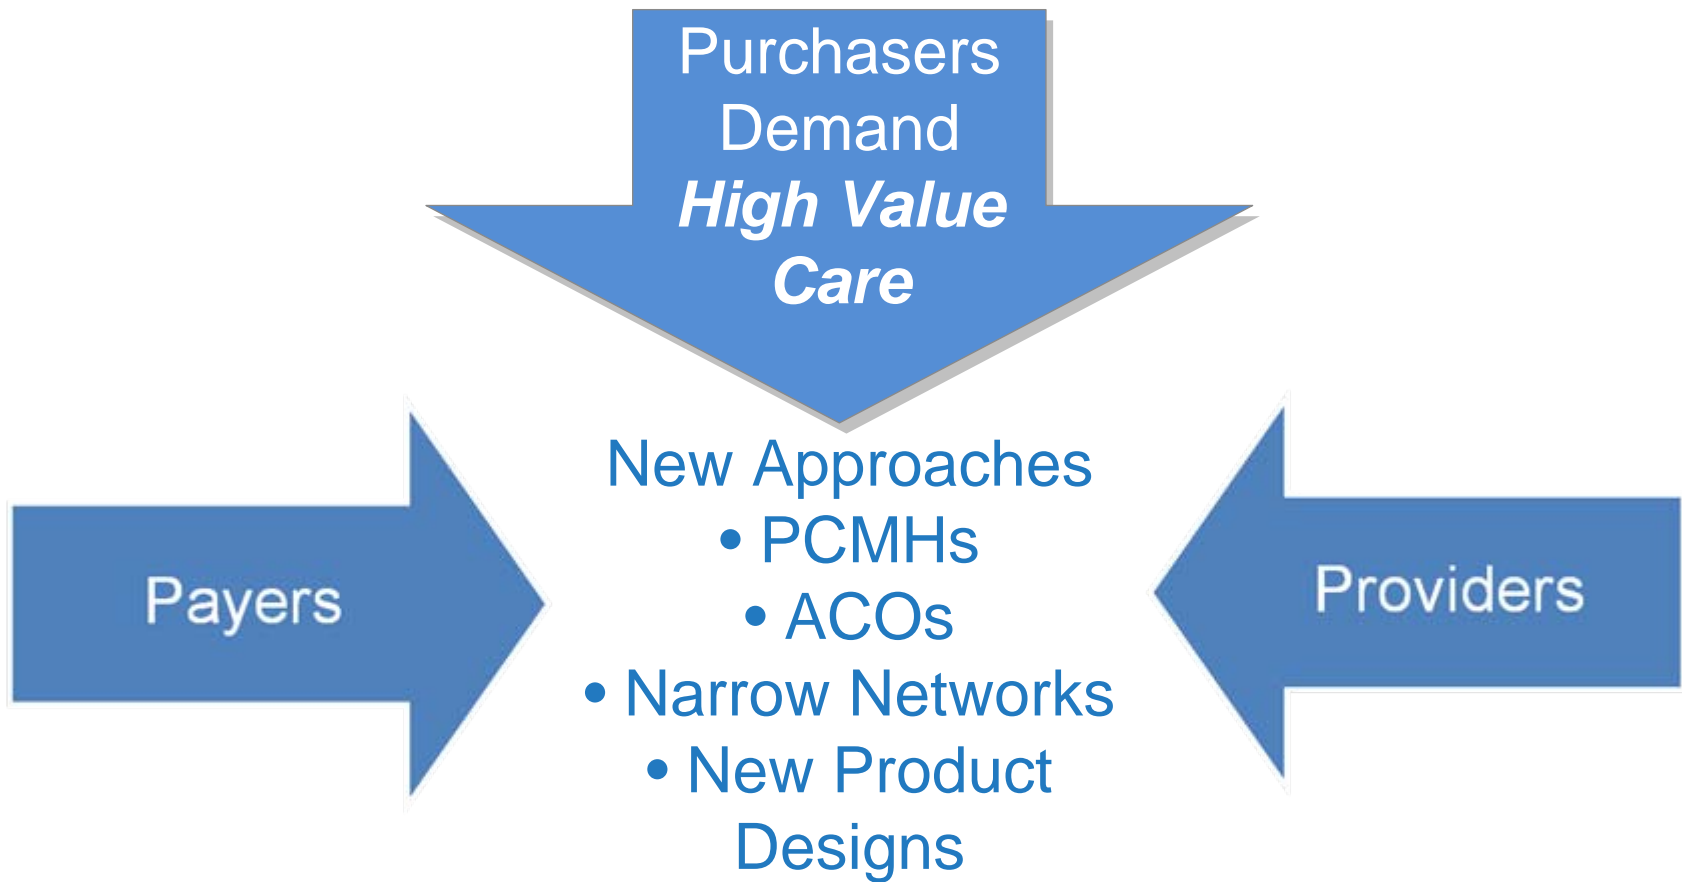 Purchasers
Demand
High Value
Care
New Approaches
• PCMHs
• ACOs
• Narrow Networks
• New Product
Designs
Payers
Providers